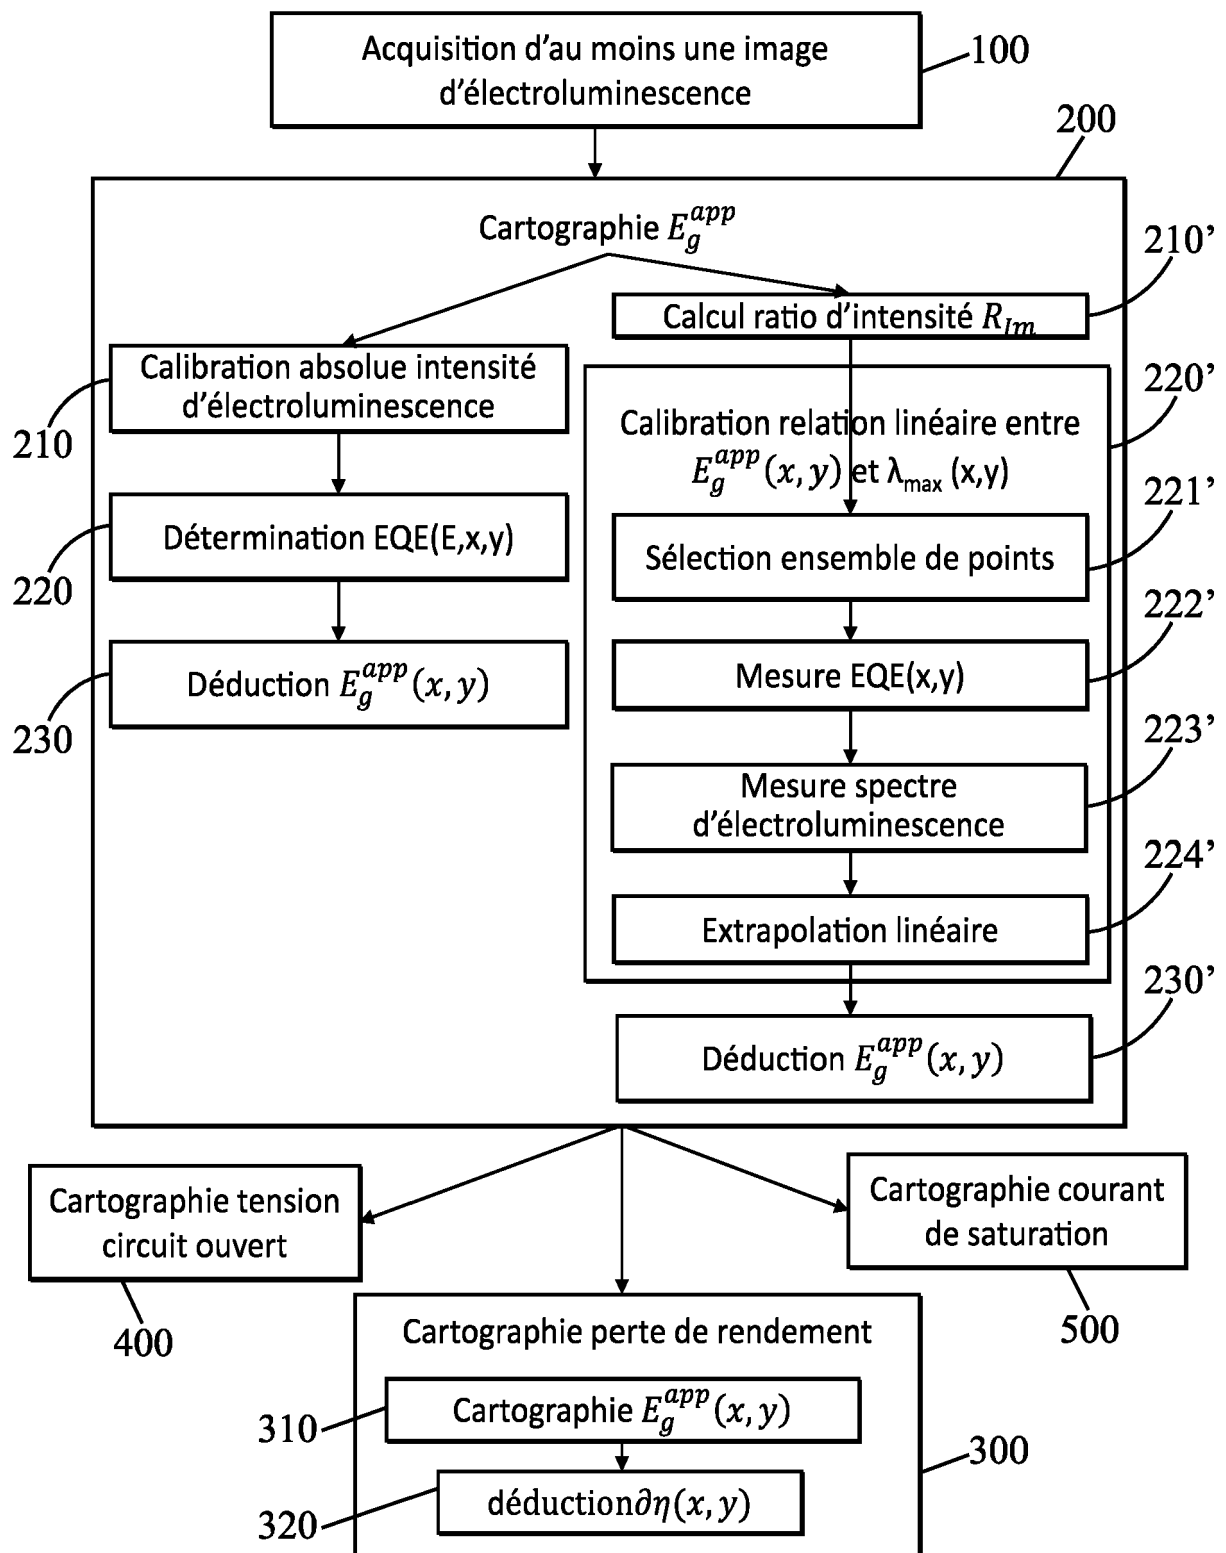 Acquisition d'au moins une image
d'électroluminescence
100
200
Cartographie E_g^{app}
210'
Calcul ratio d'intensité R_{Im}
Calibration absolue intensité
d'électroluminescence
210
220'
Calibration relation linéaire entre
E_g^{app}(x, y) et λ_{max} (x,y)
221'
Détermination EQE(E,x,y)
220
Sélection ensemble de points
222'
Déduction E_g^{app}(x, y)
230
Mesure EQE(x,y)
223'
Mesure spectre
d'électroluminescence
224'
Extrapolation linéaire
230'
Déduction E_g^{app}(x, y)
Cartographie tension
circuit ouvert
400
Cartographie courant
de saturation
500
Cartographie perte de rendement
310
Cartographie E_g^{app}(x, y)
300
320
déduction∂η(x, y)